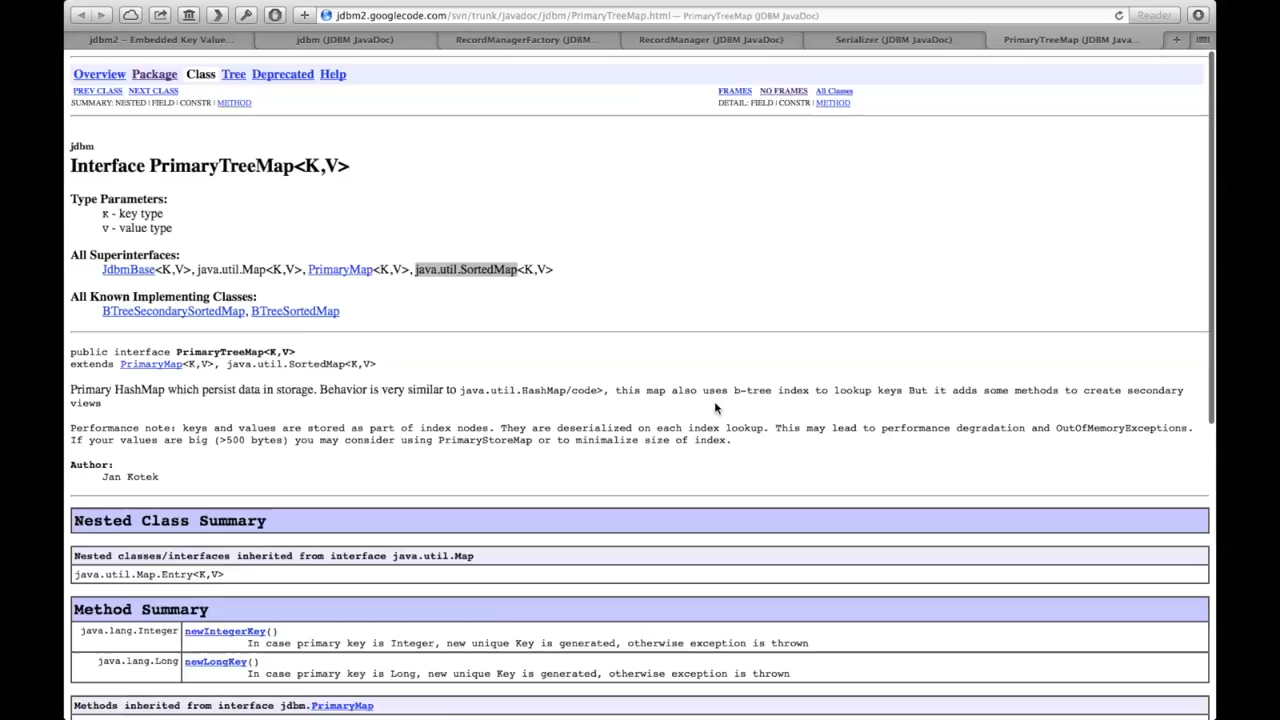 jdbm2.googlecode.com/svn/trunk/javadoc/jdbm/PrimaryTreeMap.html — PrimaryTreeMap (JDBM JavaDoc)
Reader
jdbm2 – Embedded Key Value... jdbm (JDBM JavaDoc) RecordManagerFactory (JDBM... RecordManager (JDBM JavaDoc) Serializer (JDBM JavaDoc) PrimaryTreeMap (JDBM Java...
Overview Package Class Tree Deprecated Help
PREV CLASS NEXT CLASS FRAMES NO FRAMES All Classes
SUMMARY: NESTED | FIELD | CONSTR | METHOD DETAIL: FIELD | CONSTR | METHOD
jdbm
Interface PrimaryTreeMap<K,V>
Type Parameters:
K - key type
V - value type
All Superinterfaces:
JdbmBase<K,V>, java.util.Map<K,V>, PrimaryMap<K,V>, java.util.SortedMap<K,V>
All Known Implementing Classes:
BTreeSecondarySortedMap, BTreeSortedMap
public interface PrimaryTreeMap<K,V>
extends PrimaryMap<K,V>, java.util.SortedMap<K,V>
Primary HashMap which persist data in storage. Behavior is very similar to java.util.HashMap/code>, this map also uses b-tree index to lookup keys But it adds some methods to create secondary
views
Performance note: keys and values are stored as part of index nodes. They are deserialized on each index lookup. This may lead to performance degradation and OutOfMemoryExceptions.
If your values are big (>500 bytes) you may consider using PrimaryStoreMap or to minimalize size of index.
Author:
Jan Kotek
Nested Class Summary
Nested classes/interfaces inherited from interface java.util.Map
java.util.Map.Entry<K,V>
Method Summary
java.lang.Integer newIntegerKey()
In case primary key is Integer, new unique Key is generated, otherwise exception is thrown
java.lang.Long newLongKey()
In case primary key is Long, new unique Key is generated, otherwise exception is thrown
Methods inherited from interface jdbm.PrimaryMap